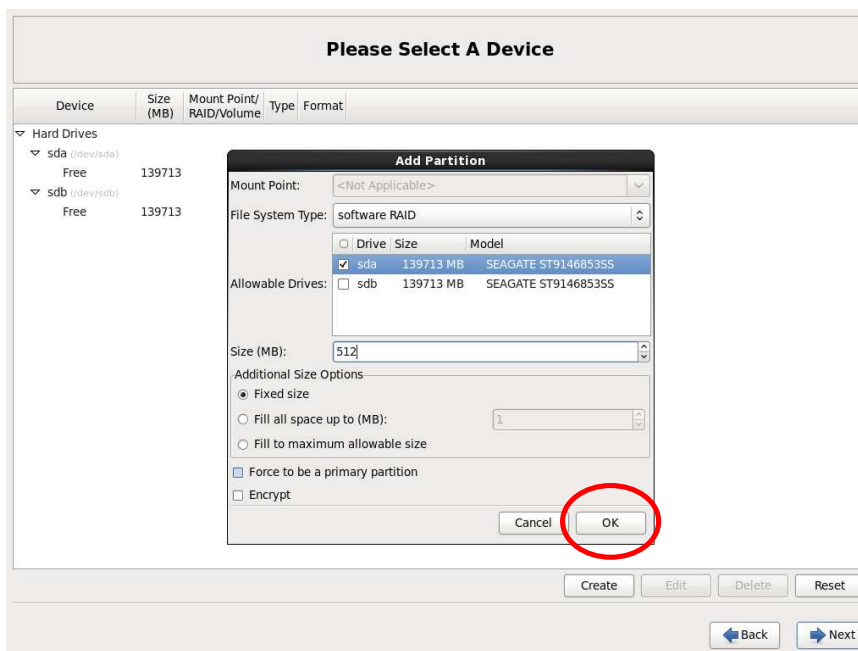 Please Select A Device
Device Size (MB) Mount Point/ RAID/Volume Type Format
Hard Drives
sda (/dev/sda)
Free 139713
sdb (/dev/sdb)
Free 139713
Add Partition
Mount Point: <Not Applicable>
File System Type: software RAID
Drive Size Model
sda 139713 MB SEAGATE ST9146853SS
Allowable Drives: sdb 139713 MB SEAGATE ST9146853SS
Size (MB): 512
Additional Size Options
Fixed size
Fill all space up to (MB): 1
Fill to maximum allowable size
Force to be a primary partition
Encrypt
Cancel OK
Create Edit Delete Reset
Back Next